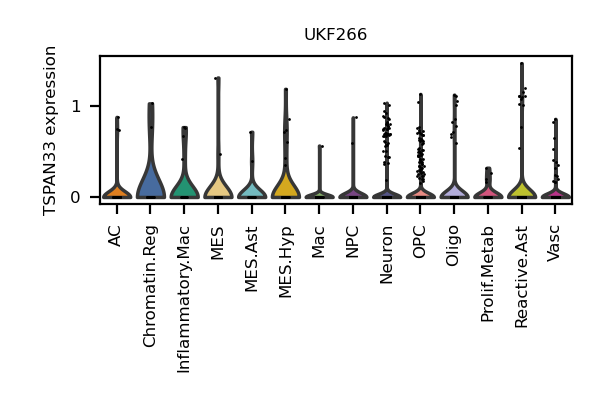 UKF266
TSPAN33 expression
1
0
AC
Chromatin.Reg
Inflammatory.Mac
MES
MES.Ast
MES.Hyp
Mac
NPC
Neuron
OPC
Oligo
Prolif.Metab
Reactive.Ast
Vasc